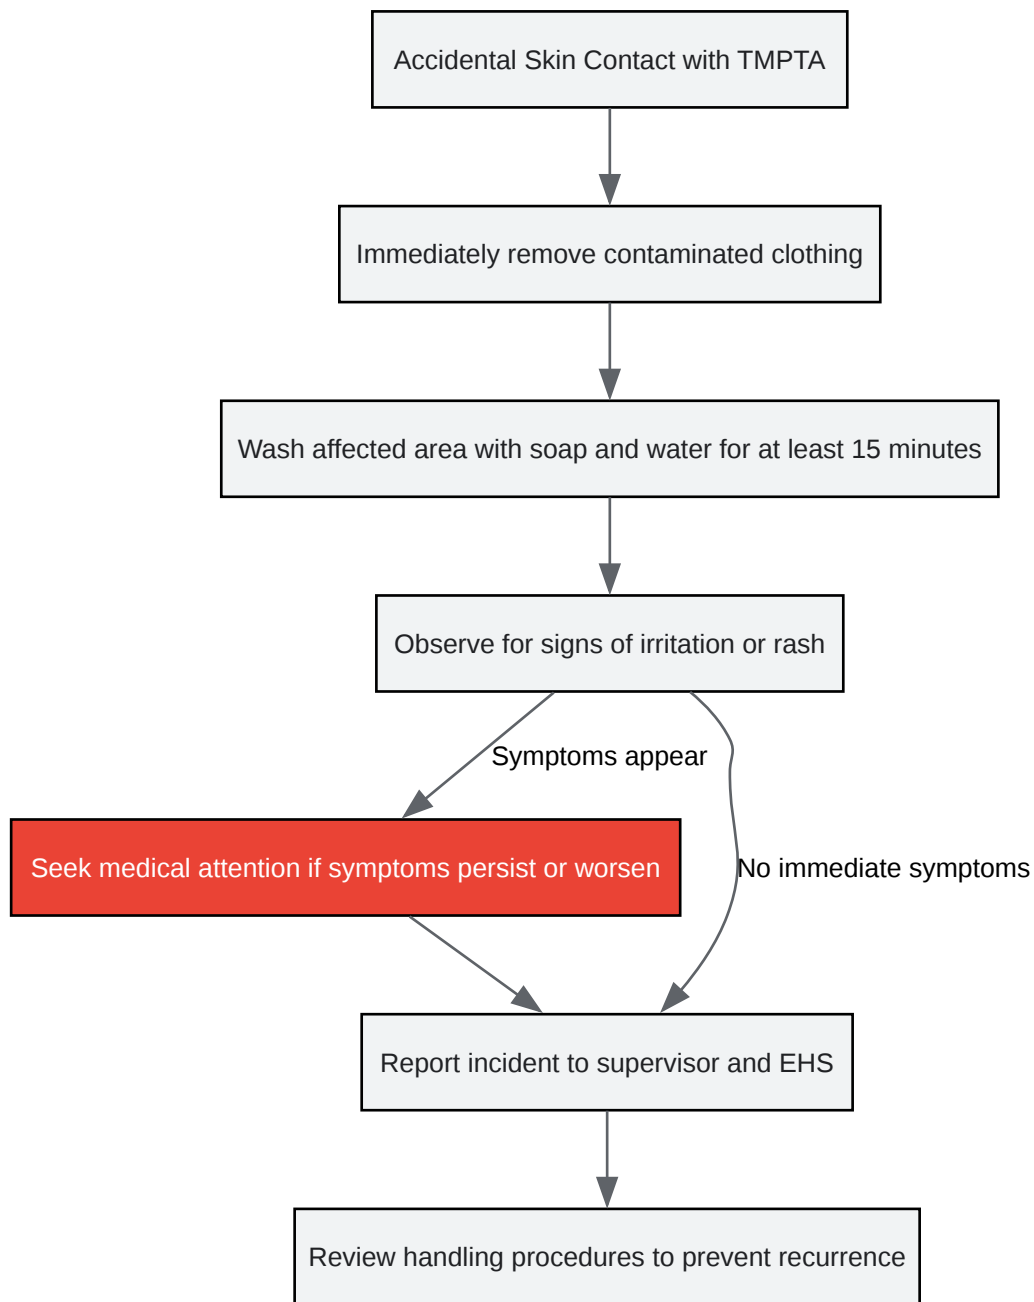 Accidental Skin Contact with TMPTA
Immediately remove contaminated clothing
Wash affected area with soap and water for at least 15 minutes
Observe for signs of irritation or rash
Symptoms appear
Seek medical attention if symptoms persist or worsen
No immediate symptoms
Report incident to supervisor and EHS
Review handling procedures to prevent recurrence